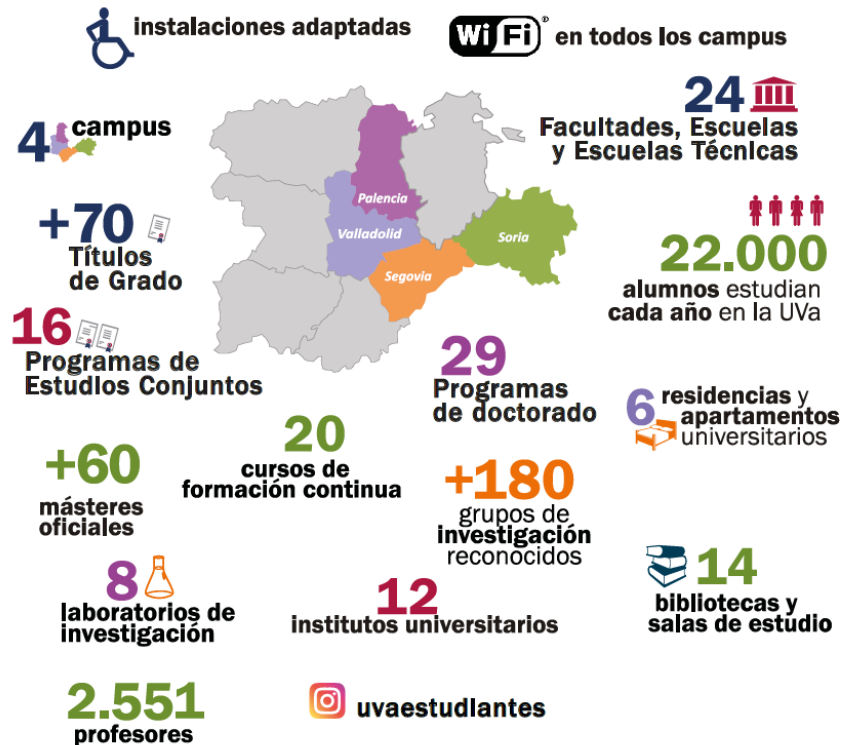 instalaciones adaptadas
WiFi® en todos los campus
4 campus
24
Facultades, Escuelas
y Escuelas Técnicas
Palencia
Valladolid
Segovia
Soria
+70
Títulos
de Grado
22.000
alumnos estudian
cada año en la UVa
16
Programas de
Estudios Conjuntos
29
Programas
de doctorado
6 residencias y
apartamentos
universitarios
+60
másteres
oficiales
20
cursos de
formación continua
+180
grupos de
investigación
reconocidos
8
laboratorios de
investigación
12
institutos universitarios
14
bibliotecas y
salas de estudio
2.551
profesores
uvaestudiantes